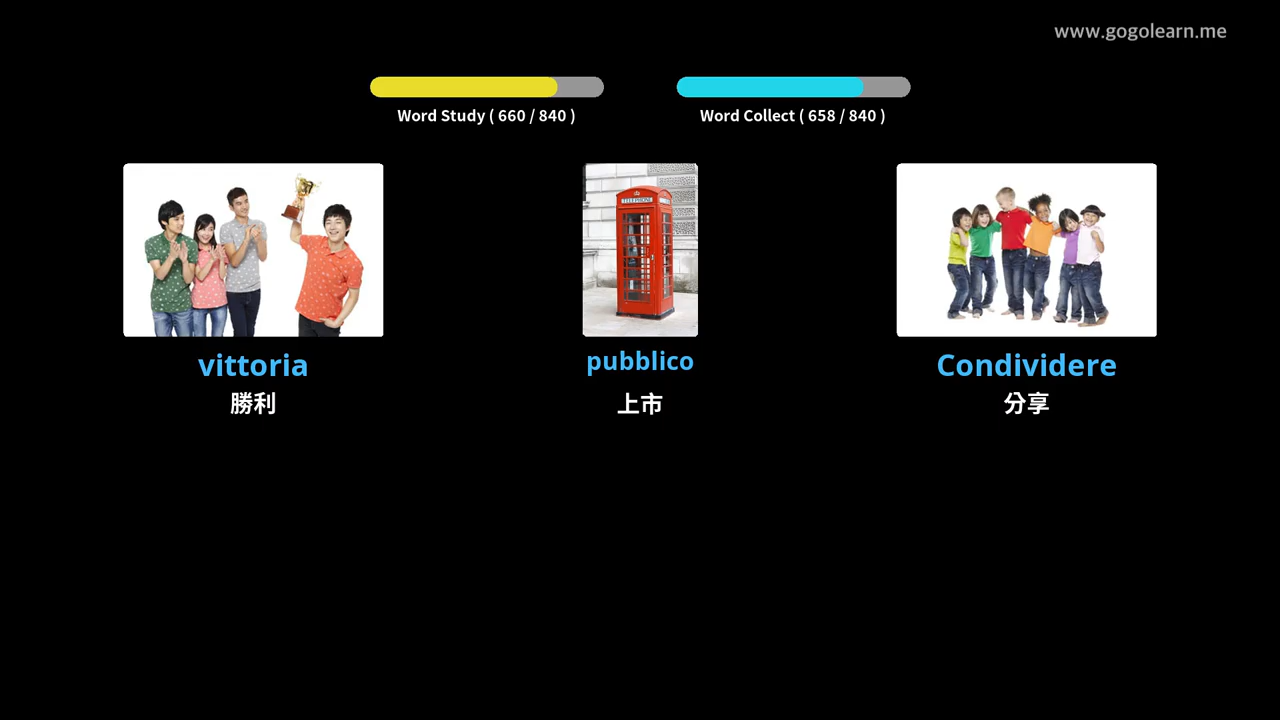 www.gogolearn.me
Word Study ( 660 / 840 )
Word Collect ( 658 / 840 )
TELEPHONE
vittoria
pubblico
Condividere
勝利
上市
分享